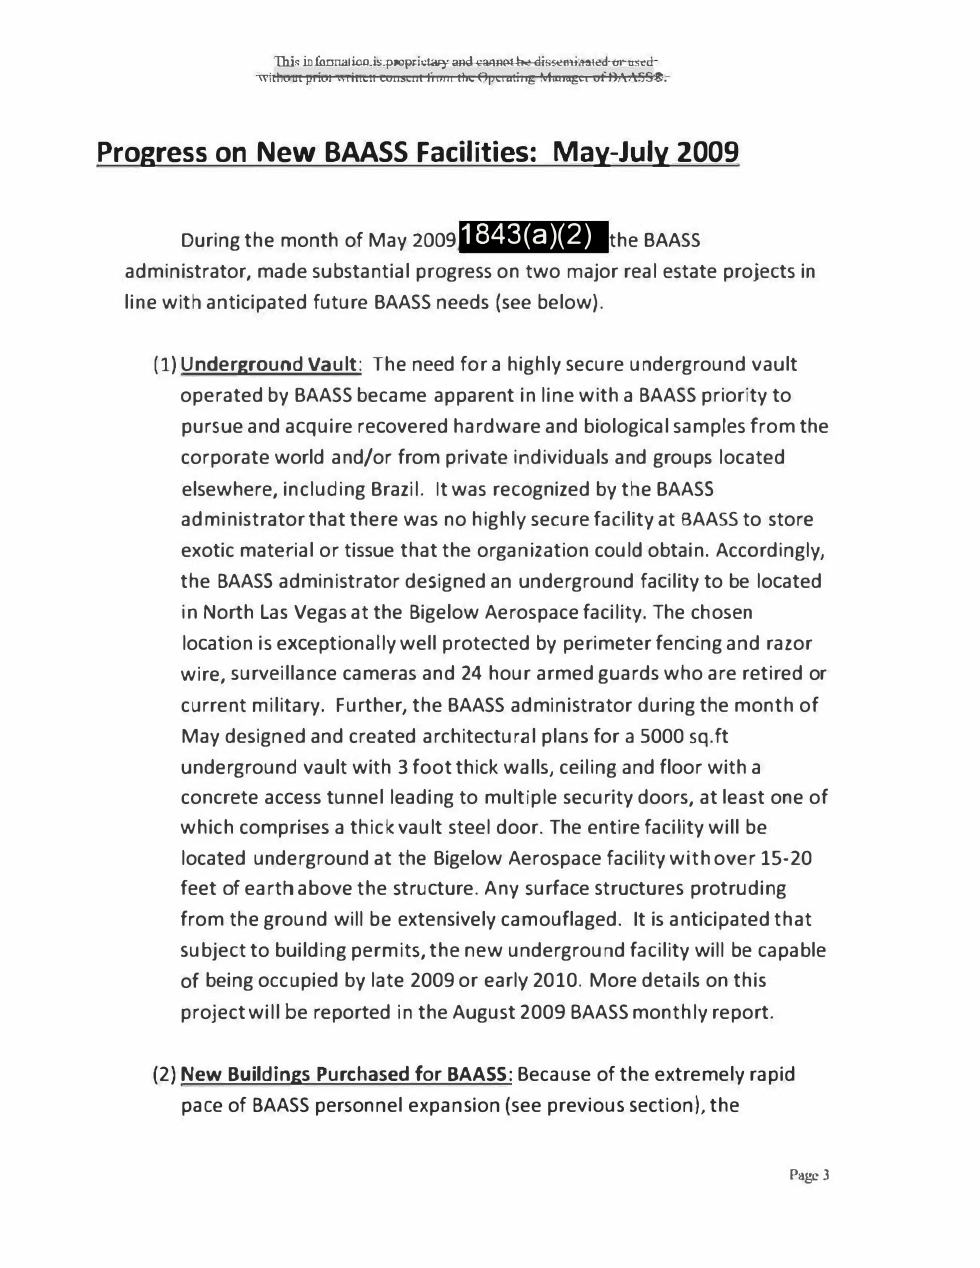 This information is proprietary and cannot be disseminated or used
without prior written consent from the Operating Manager of BAASS®.
Progress on New BAASS Facilities: May-July 2009
During the month of May 2009, 1843(a)(2) the BAASS
administrator, made substantial progress on two major real estate projects in
line with anticipated future BAASS needs (see below).
(1) Underground Vault: The need for a highly secure underground vault
operated by BAASS became apparent in line with a BAASS priority to
pursue and acquire recovered hardware and biological samples from the
corporate world and/or from private individuals and groups located
elsewhere, including Brazil. It was recognized by the BAASS
administrator that there was no highly secure facility at BAASS to store
exotic material or tissue that the organization could obtain. Accordingly,
the BAASS administrator designed an underground facility to be located
in North Las Vegas at the Bigelow Aerospace facility. The chosen
location is exceptionally well protected by perimeter fencing and razor
wire, surveillance cameras and 24 hour armed guards who are retired or
current military. Further, the BAASS administrator during the month of
May designed and created architectural plans for a 5000 sq.ft
underground vault with 3 foot thick walls, ceiling and floor with a
concrete access tunnel leading to multiple security doors, at least one of
which comprises a thick vault steel door. The entire facility will be
located underground at the Bigelow Aerospace facility with over 15-20
feet of earth above the structure. Any surface structures protruding
from the ground will be extensively camouflaged. It is anticipated that
subject to building permits, the new underground facility will be capable
of being occupied by late 2009 or early 2010. More details on this
project will be reported in the August 2009 BAASS monthly report.
(2) New Buildings Purchased for BAASS: Because of the extremely rapid
pace of BAASS personnel expansion (see previous section), the
Page 3